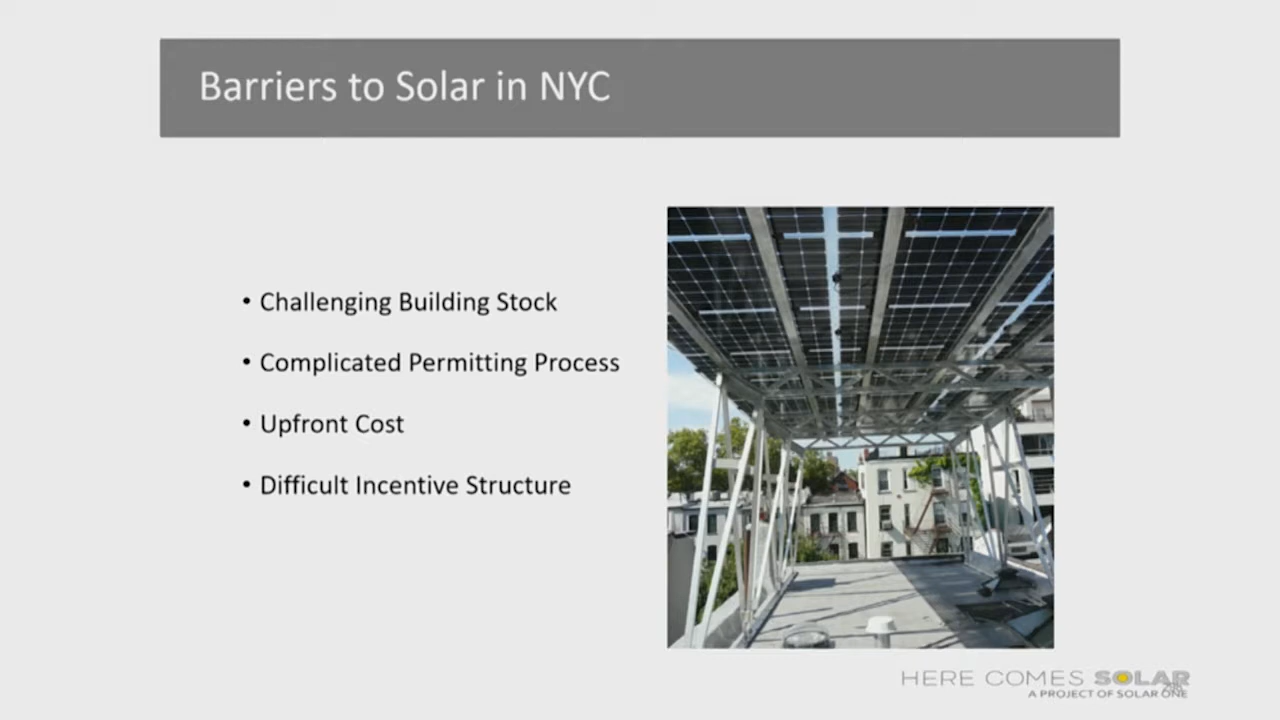 Barriers to Solar in NYC
• Challenging Building Stock
• Complicated Permitting Process
• Upfront Cost
• Difficult Incentive Structure
HERE COMES SOLAR
A PROJECT OF SOLAR ONE